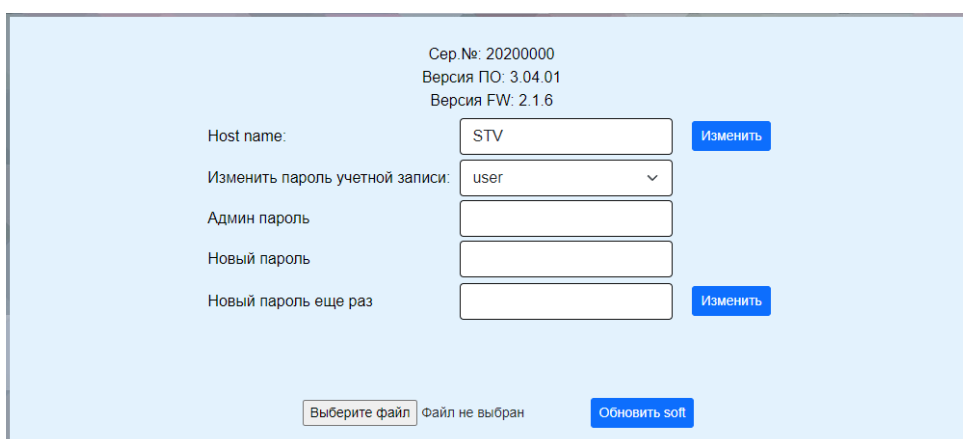 Сер.№: 20200000
Версия ПО: 3.04.01
Версия FW: 2.1.6
Host name: STV Изменить
Изменить пароль учетной записи: user
Админ пароль
Новый пароль
Новый пароль еще раз Изменить
Выберите файл Файл не выбран Обновить soft